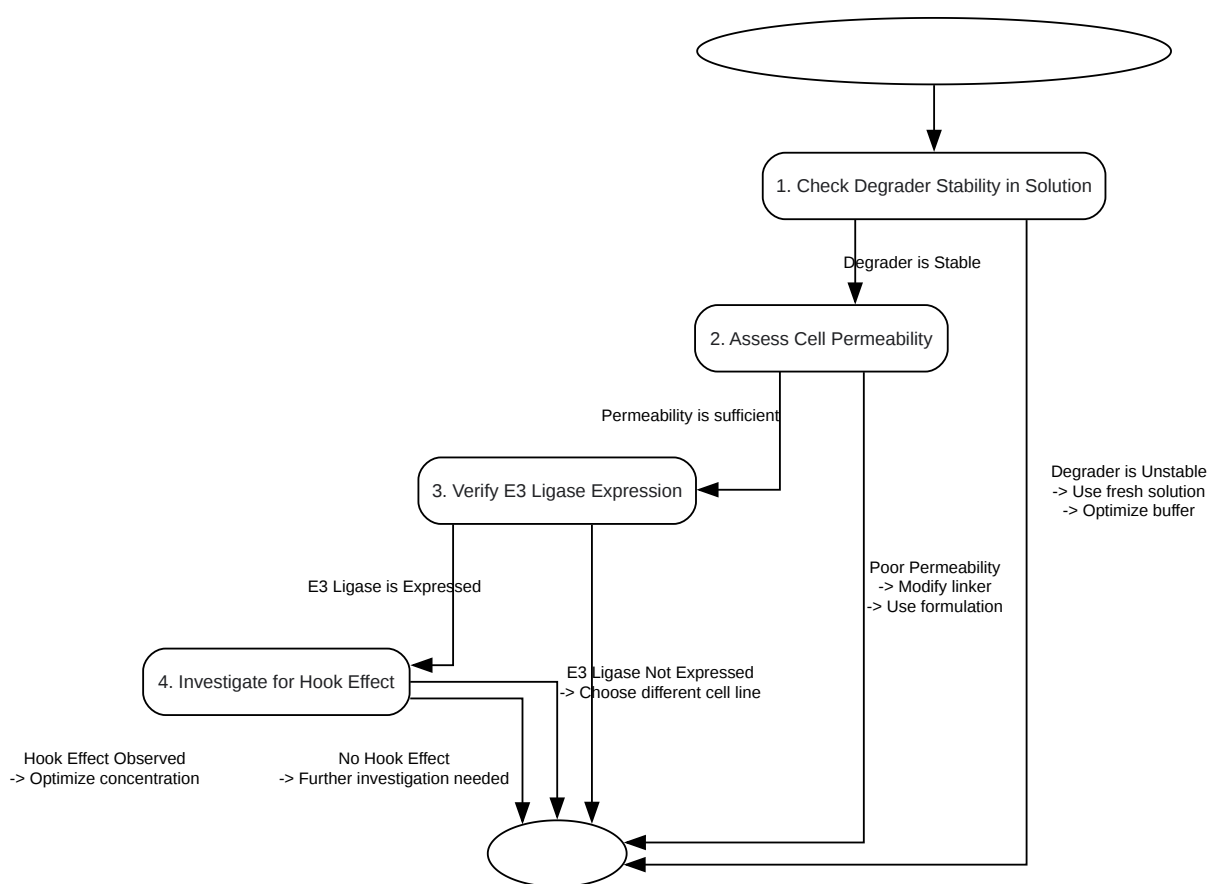 1. Check Degrader Stability in Solution
Degrader is Stable
2. Assess Cell Permeability
Permeability is sufficient
Degrader is Unstable
-> Use fresh solution
-> Optimize buffer
3. Verify E3 Ligase Expression
Poor Permeability
-> Modify linker
-> Use formulation
E3 Ligase is Expressed
E3 Ligase Not Expressed
-> Choose different cell line
4. Investigate for Hook Effect
Hook Effect Observed
-> Optimize concentration
No Hook Effect
-> Further investigation needed